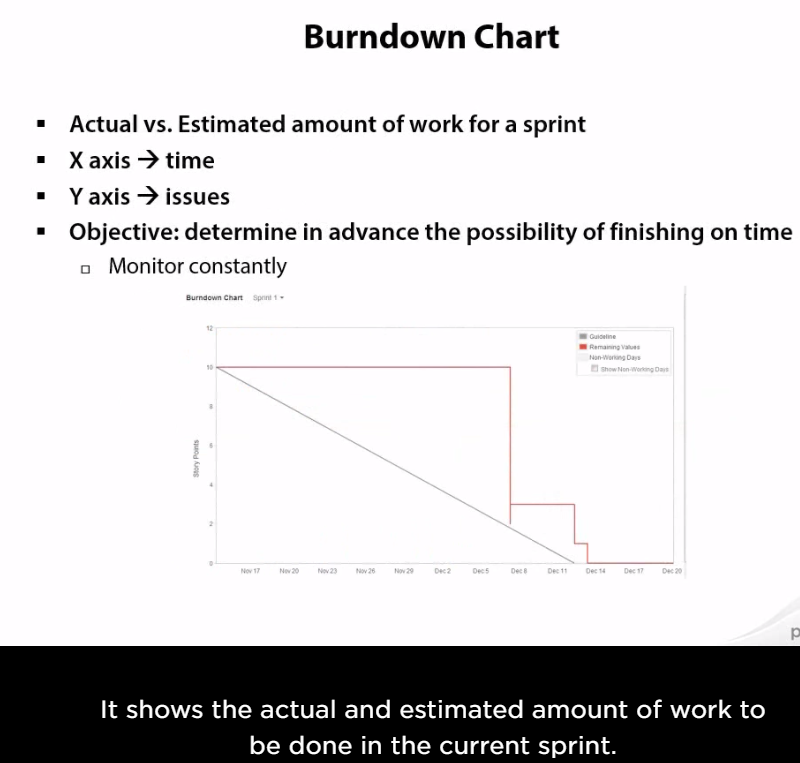 Burndown Chart
▪ Actual vs. Estimated amount of work for a sprint
▪ X axis → time
▪ Y axis → issues
▪ Objective: determine in advance the possibility of finishing on time
▫ Monitor constantly
Burndown Chart Sprint 1
12
Guideline
Remaining Values
Non-Working Days
Show Non-Working Days
10
8
6
Story Points
4
2
0
Nov 17 Nov 20 Nov 23 Nov 26 Nov 29 Dec 2 Dec 5 Dec 8 Dec 11 Dec 14 Dec 17 Dec 20
p
It shows the actual and estimated amount of work to
be done in the current sprint.